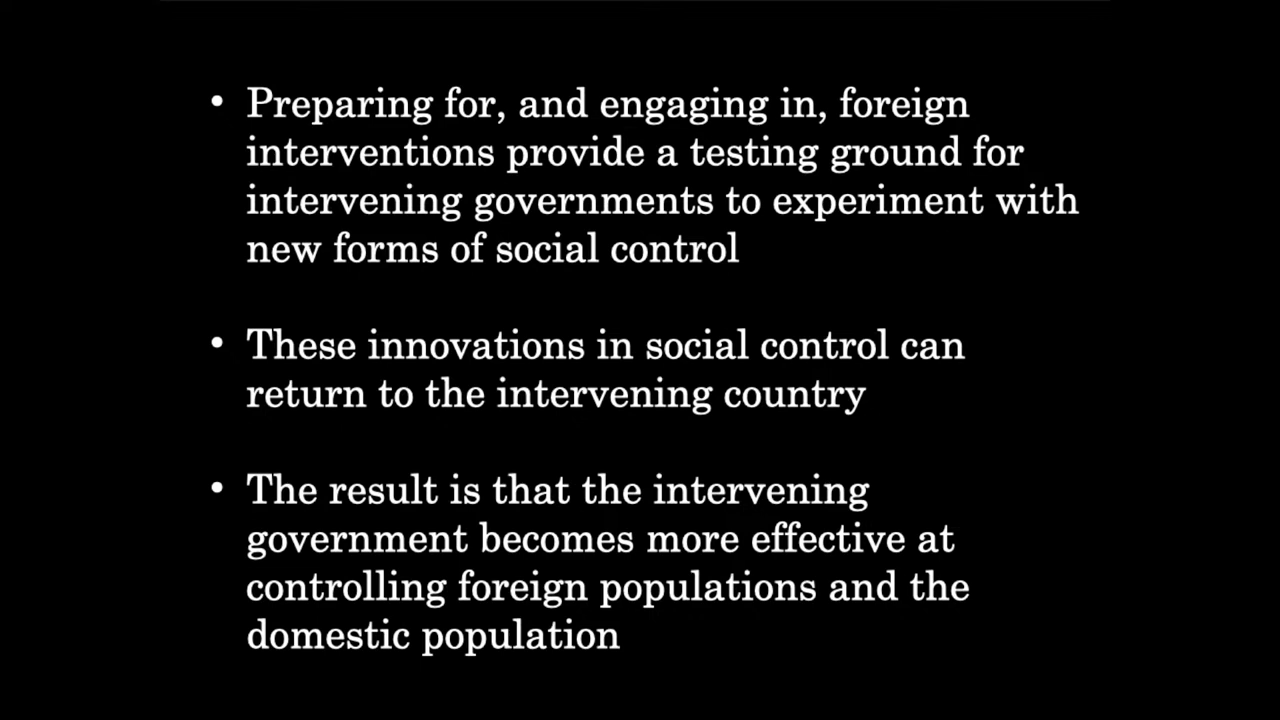 • Preparing for, and engaging in, foreign
interventions provide a testing ground for
intervening governments to experiment with
new forms of social control
• These innovations in social control can
return to the intervening country
• The result is that the intervening
government becomes more effective at
controlling foreign populations and the
domestic population